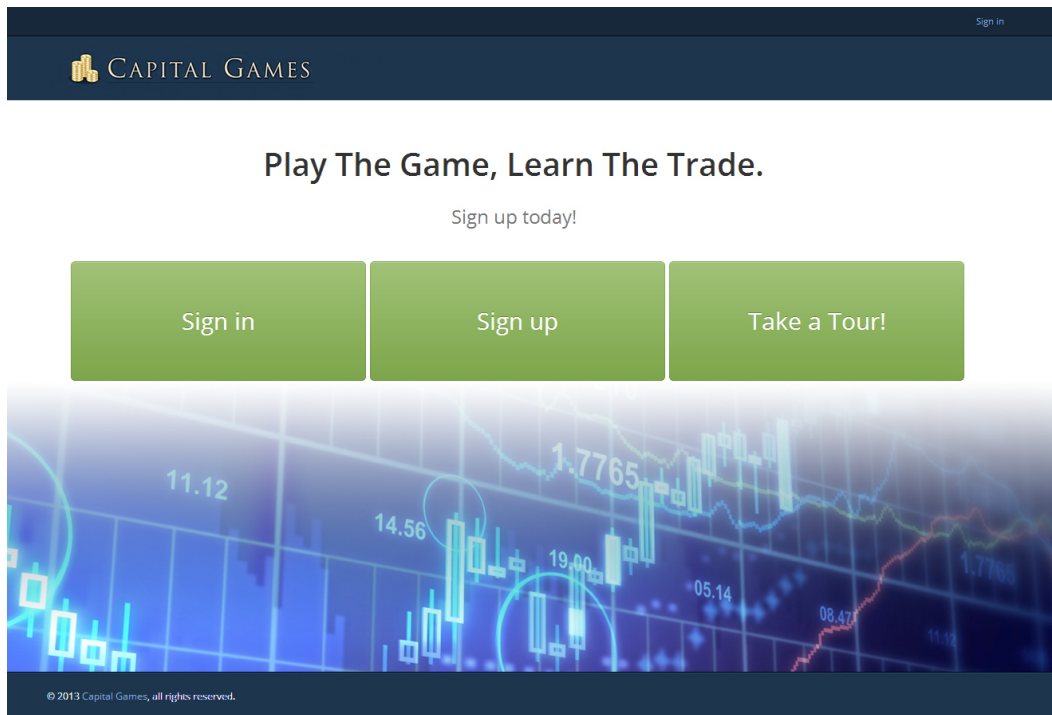 Sign in
CAPITAL GAMES
Play The Game, Learn The Trade.
Sign up today!
Sign in
Sign up
Take a Tour!
1.7765
11.12
14.56
19.00
1.7765
05.14
08.47
11.12
© 2013 Capital Games, all rights reserved.